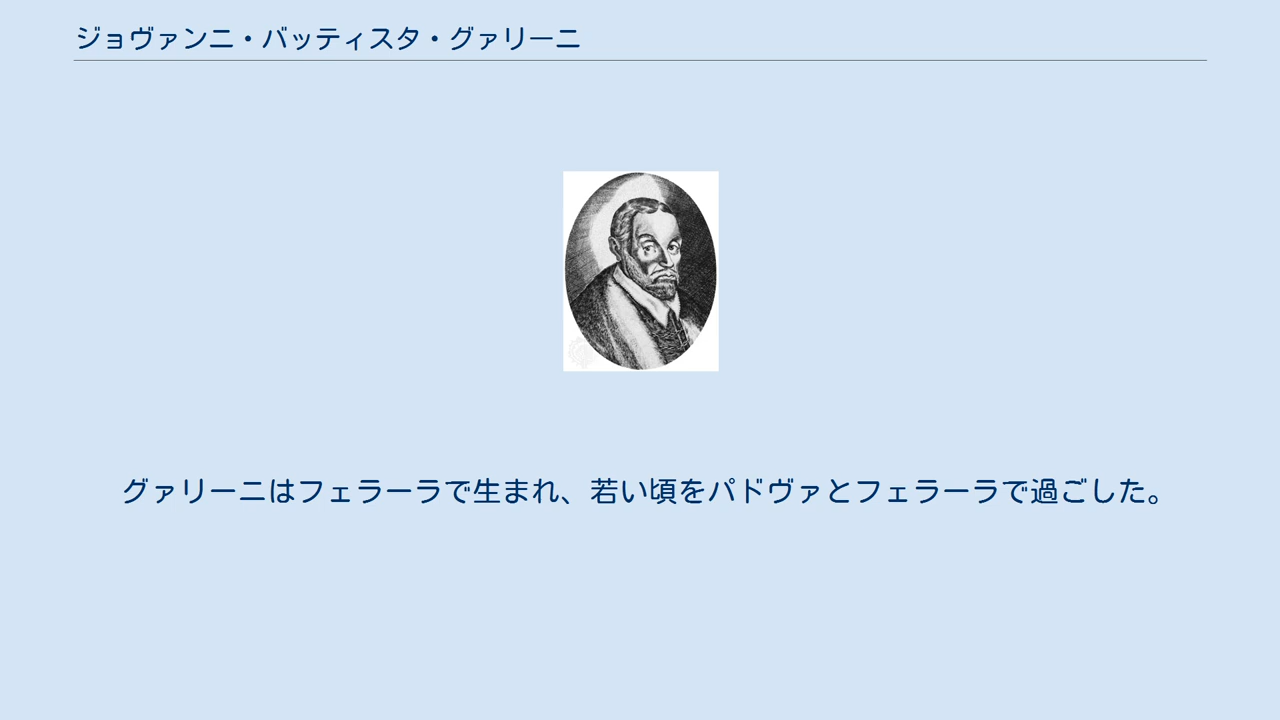 ジョヴァンニ・バッティスタ・グァリーニ
グァリーニはフェラーラで生まれ、若い頃をパドヴァとフェラーラで過ごした。